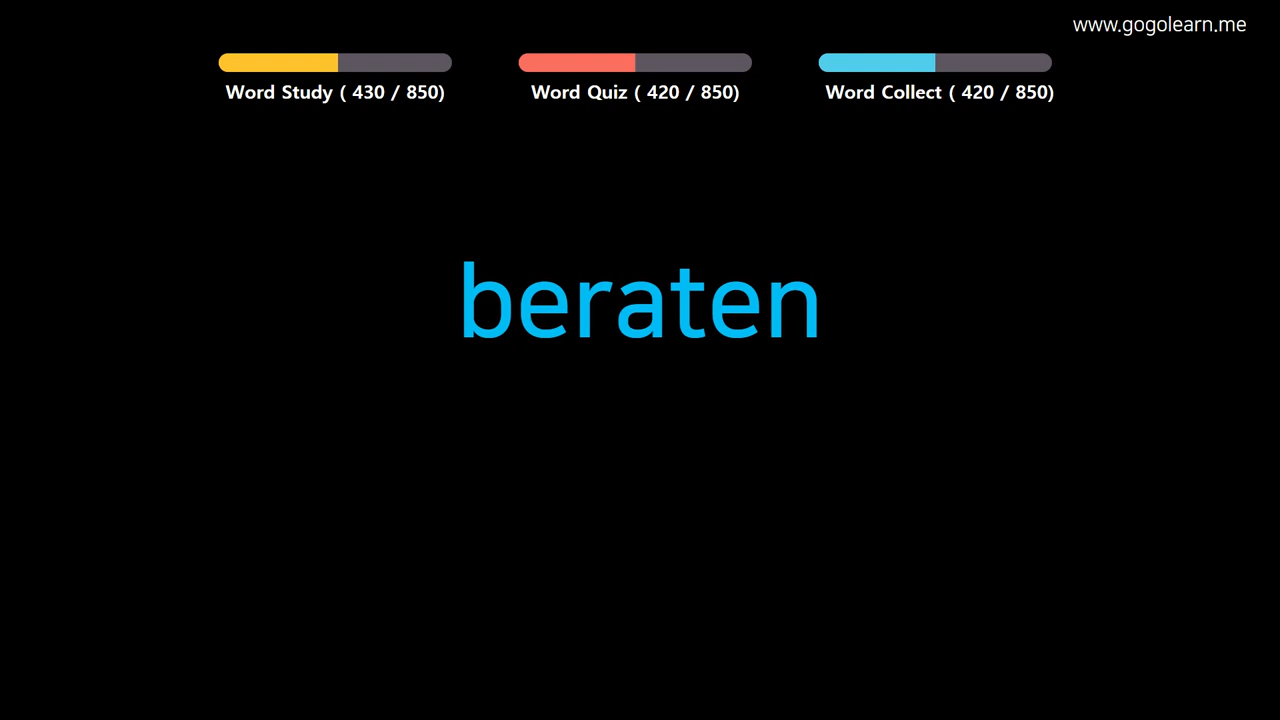 www.gogolearn.me
Word Study ( 430 / 850)
Word Quiz ( 420 / 850)
Word Collect ( 420 / 850)
beraten